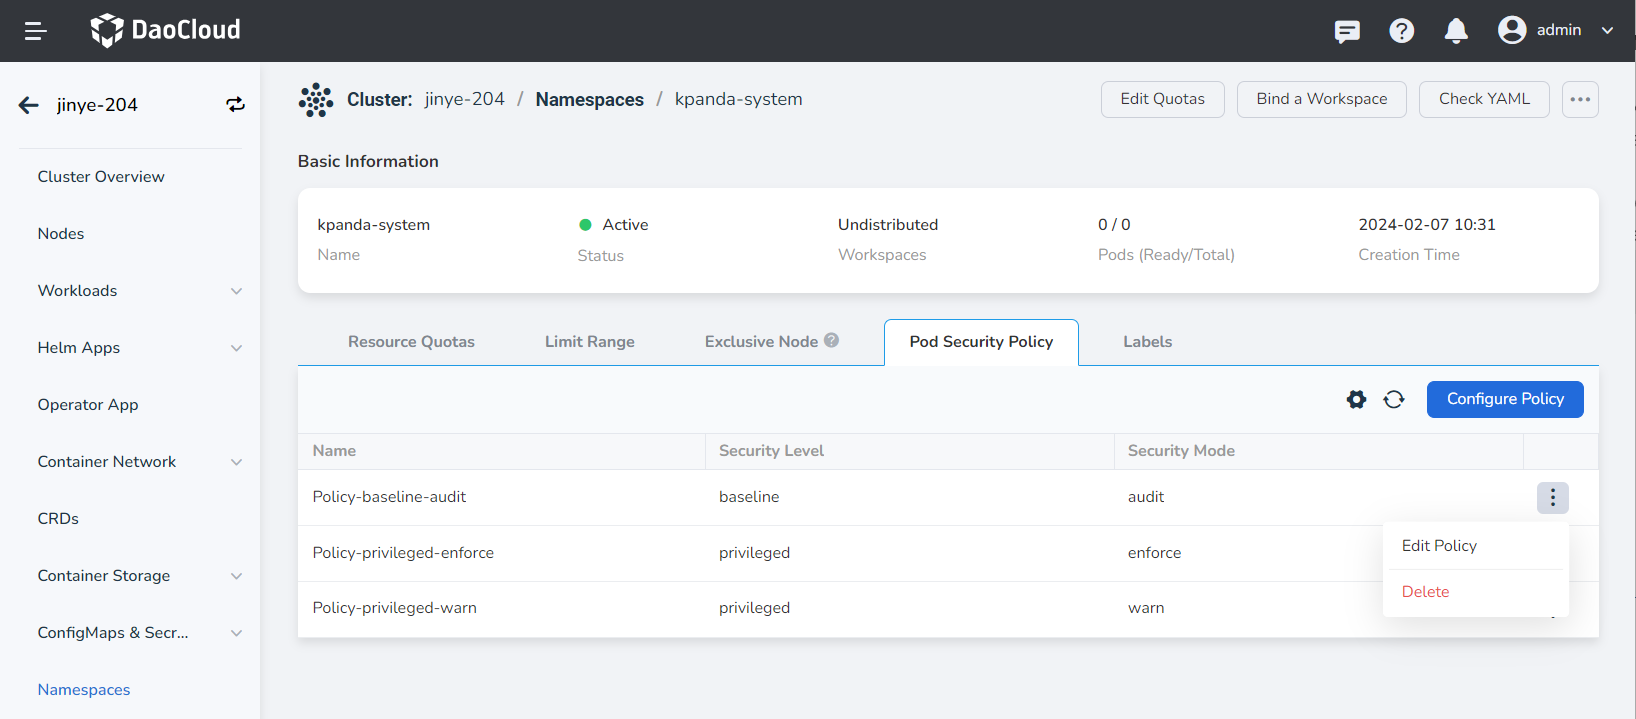 DaoCloud
admin
jinye-204
Cluster: jinye-204 / Namespaces / kpanda-system
Edit Quotas
Bind a Workspace
Check YAML
Basic Information
Cluster Overview
Nodes
Workloads
Helm Apps
Operator App
Container Network
CRDs
Container Storage
ConfigMaps & Secr...
Namespaces
kpanda-system
Name
Active
Status
Undistributed
Workspaces
0 / 0
Pods (Ready/Total)
2024-02-07 10:31
Creation Time
Resource Quotas
Limit Range
Exclusive Node
Pod Security Policy
Labels
Configure Policy
Name Security Level Security Mode
Policy-baseline-audit baseline audit
Policy-privileged-enforce privileged enforce
Policy-privileged-warn privileged warn
Edit Policy
Delete